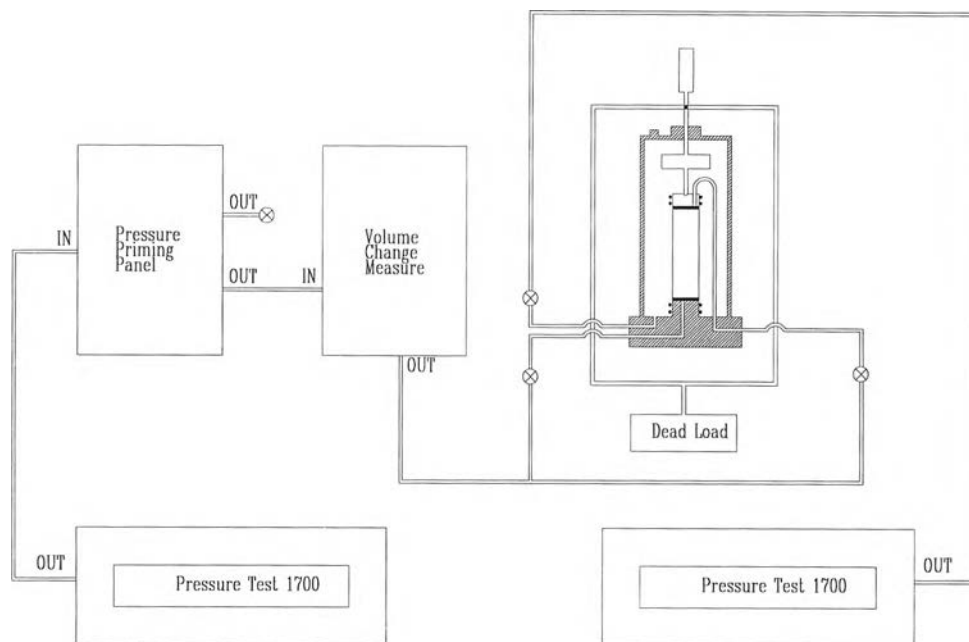 OUT
IN
Pressure
Priming
Panel
OUT
IN
Volume
Change
Measure
OUT
Dead Load
OUT
Pressure Test 1700
Pressure Test 1700
OUT